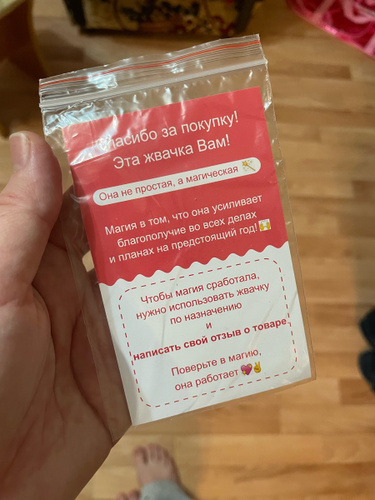 Спасибо за покупку!
Эта жвачка Вам!
Она не простая, а магическая
Магия в том, что она усиливает
благополучие во всех делах
и планах на предстоящий год!
Чтобы магия сработала,
нужно использовать жвачку
по назначению
и
написать свой отзыв о товаре.
Поверьте в магию,
она работает